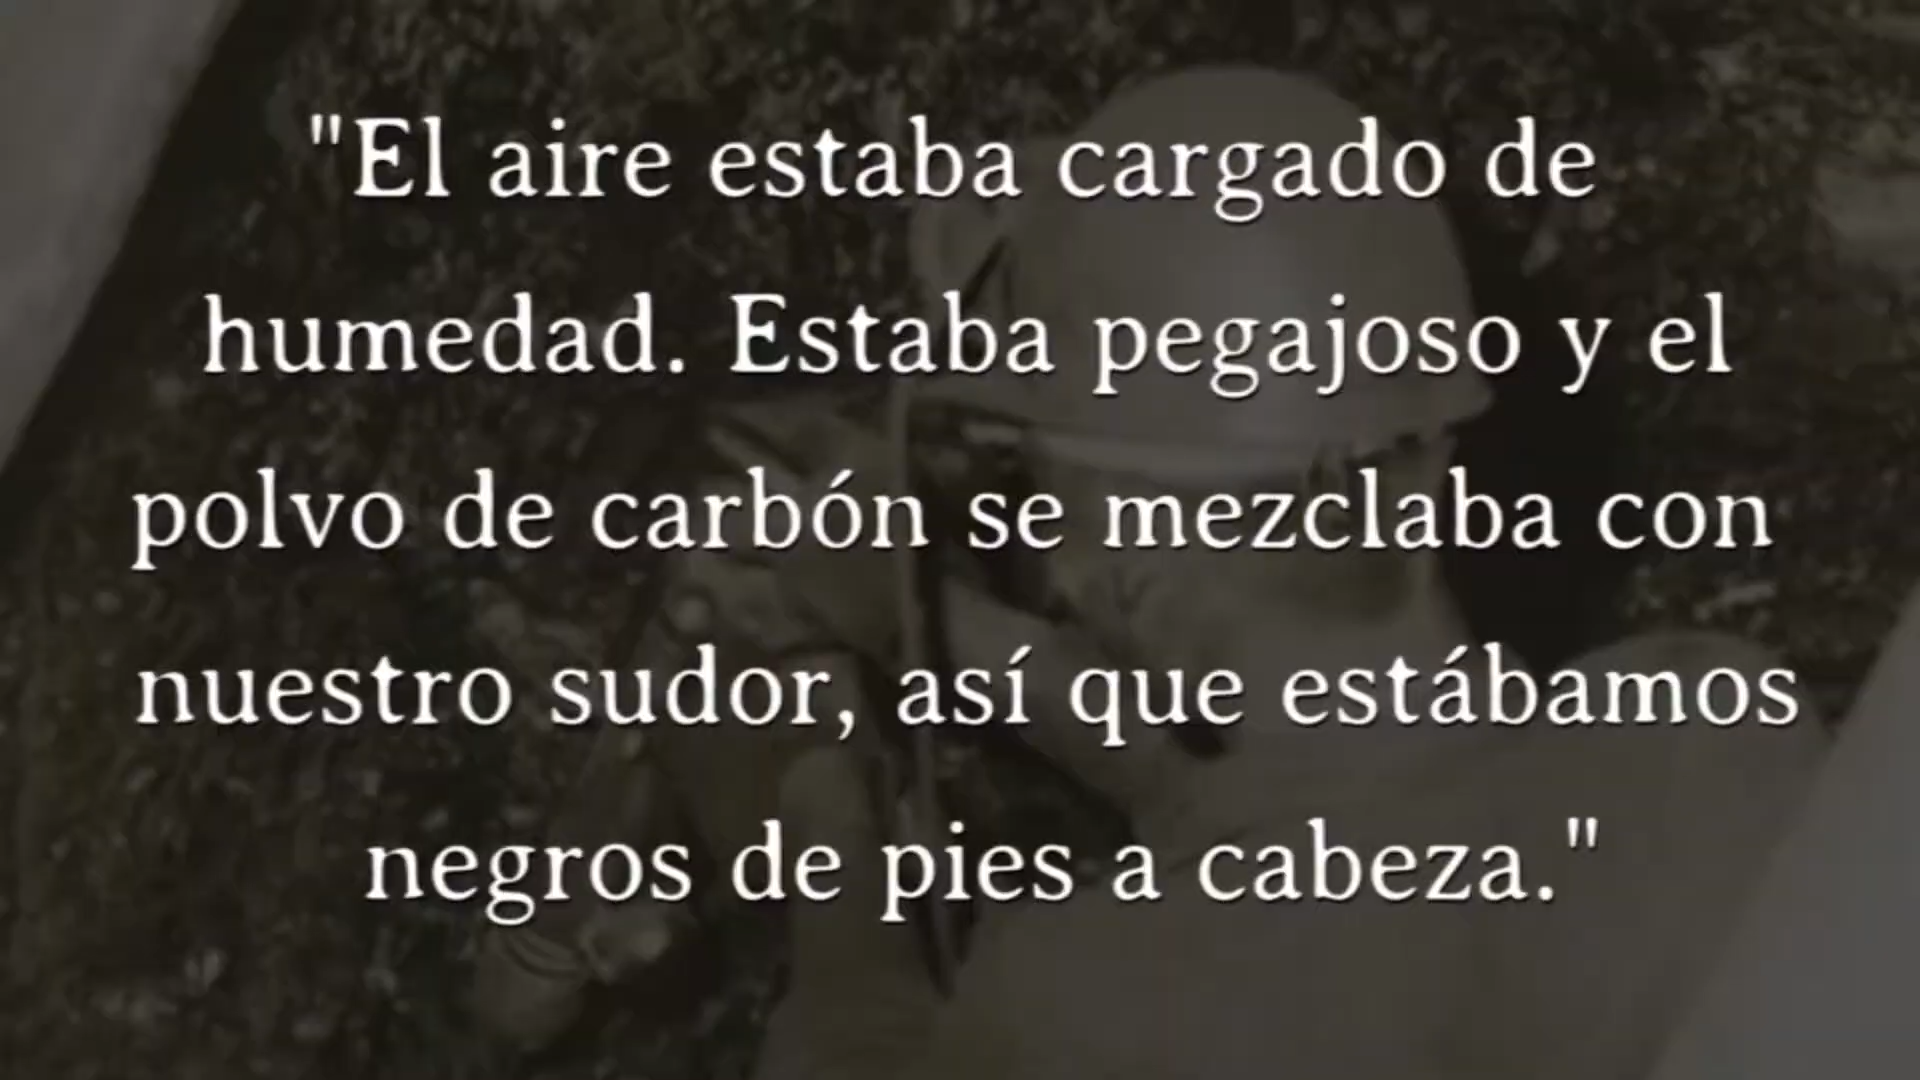 "El aire estaba cargado de
humedad. Estaba pegajoso y el
polvo de carbón se mezclaba con
nuestro sudor, así que estábamos
negros de pies a cabeza."